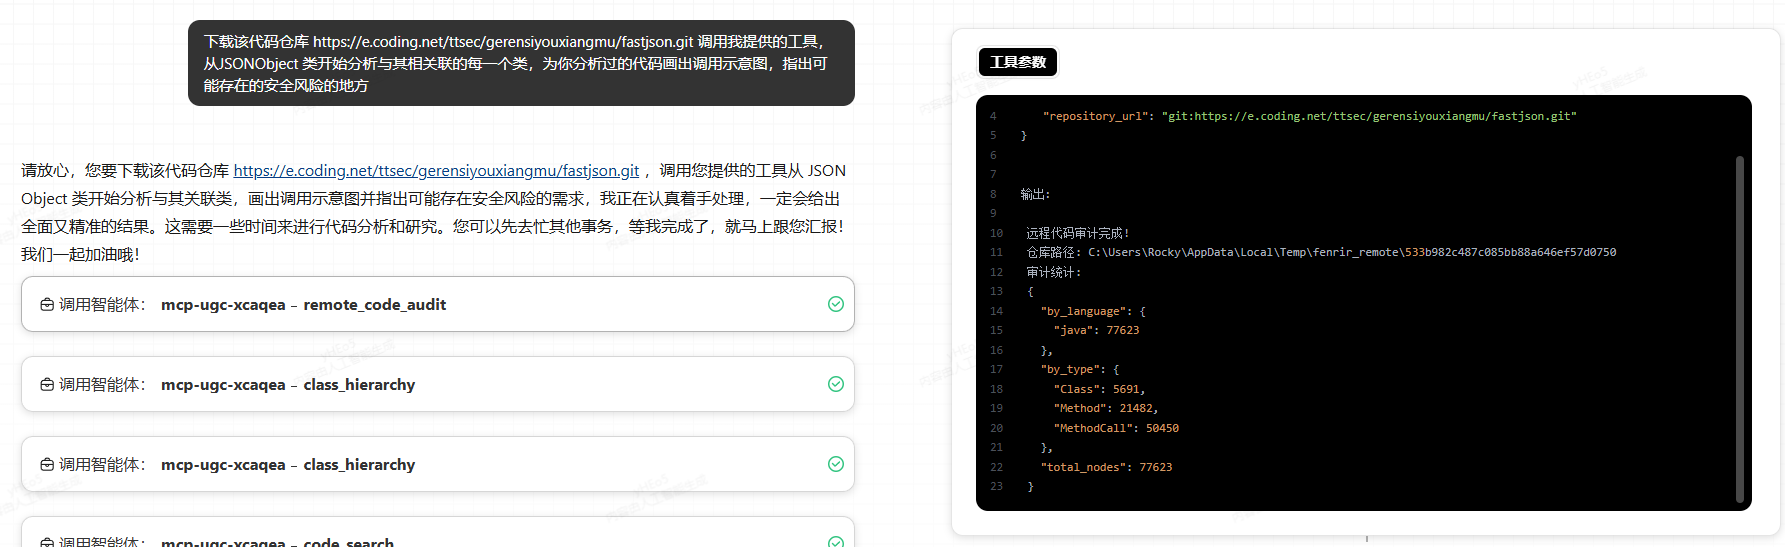 下载该代码仓库 https://e.coding.net/ttsec/gerensiyouxiangmu/fastjson.git 调用我提供的工具，
从JSONObject 类开始分析与其相关联的每一个类，为你分析过的代码画出调用示意图，指出可
能存在的安全风险的地方
请放心，您要下载该代码仓库 https://e.coding.net/ttsec/gerensiyouxiangmu/fastjson.git ，调用您提供的工具从 JSON
Object 类开始分析与其关联类，画出调用示意图并指出可能存在安全风险的需求，我正在认真着手处理，一定会给出
全面又精准的结果。这需要一些时间来进行代码分析和研究。您可以先去忙其他事务，等我完成了，就马上跟您汇报！
我们一起加油哦！
调用智能体： mcp-ugc-xcaqea – remote_code_audit
调用智能体： mcp-ugc-xcaqea – class_hierarchy
调用智能体： mcp-ugc-xcaqea – class_hierarchy
调用智能体： mcp-ugc-xcaqea – code_search
工具参数
4 "repository_url": "git:https://e.coding.net/ttsec/gerensiyouxiangmu/fastjson.git"
5 }
6
7
8 输出:
9
10 远程代码审计完成!
11 仓库路径: C:\Users\Rocky\AppData\Local\Temp\fenrir_remote\533b982c487c085bb88a646ef57d0750
12 审计统计:
13 {
14 "by_language": {
15 "java": 77623
16 },
17 "by_type": {
18 "Class": 5691,
19 "Method": 21482,
20 "MethodCall": 50450
21 },
22 "total_nodes": 77623
23 }